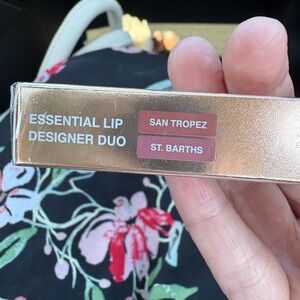 ESSENTIAL LIP
DESIGNER DUO
SAN TROPEZ
ST. BARTHS